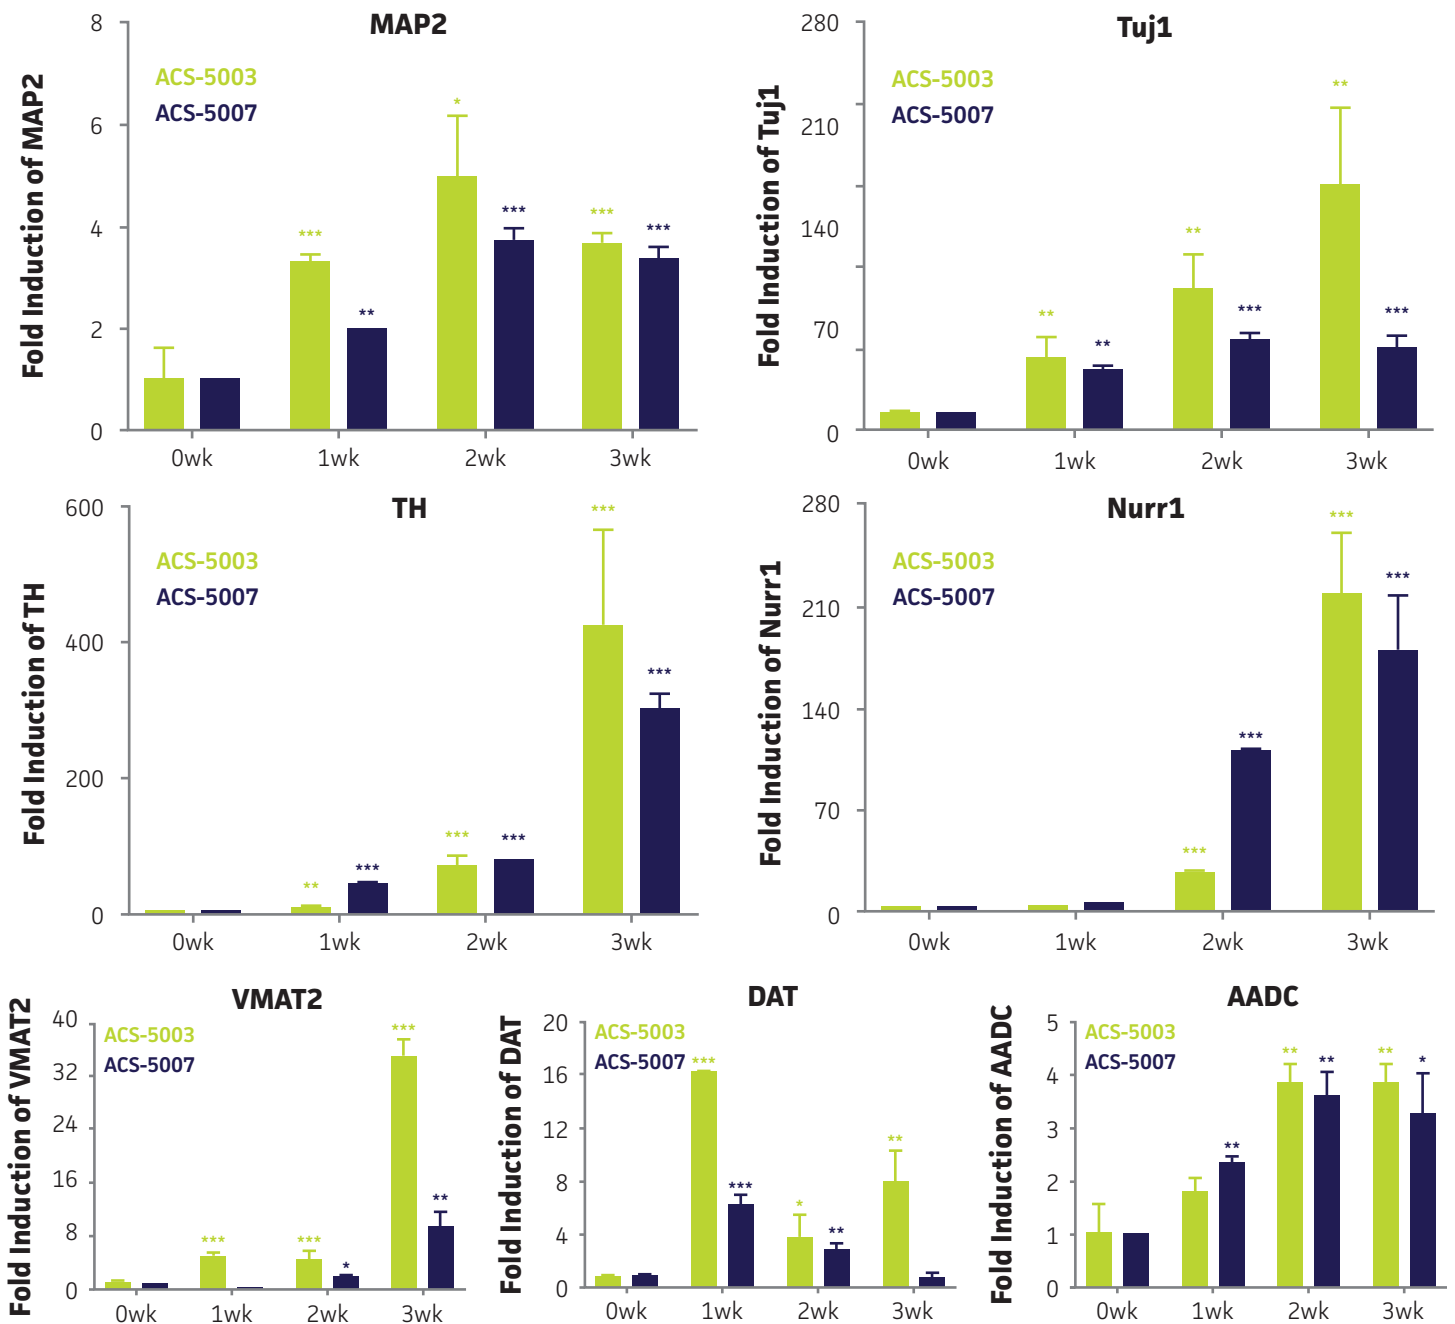 MAP2
Fold Induction of MAP2
ACS-5003
ACS-5007
8
6
4
2
0
*
***
***
***
***
**
0wk 1wk 2wk 3wk
Tuj1
Fold Induction of Tuj1
ACS-5003
ACS-5007
280
210
140
70
0
**
**
**
***
***
**
0wk 1wk 2wk 3wk
TH
Fold Induction of TH
ACS-5003
ACS-5007
600
400
200
0
***
***
***
***
***
**
0wk 1wk 2wk 3wk
Nurr1
Fold Induction of Nurr1
ACS-5003
ACS-5007
280
210
140
70
0
***
***
***
***
0wk 1wk 2wk 3wk
VMAT2
Fold Induction of VMAT2
ACS-5003
ACS-5007
40
32
24
16
8
0
***
**
***
***
*
0wk 1wk 2wk 3wk
DAT
Fold Induction of DAT
ACS-5003
ACS-5007
20
16
12
8
4
0
***
**
***
*
**
0wk 1wk 2wk 3wk
AADC
Fold Induction of AADC
ACS-5003
ACS-5007
5
4
3
2
1
0
**
**
**
*
**
0wk 1wk 2wk 3wk